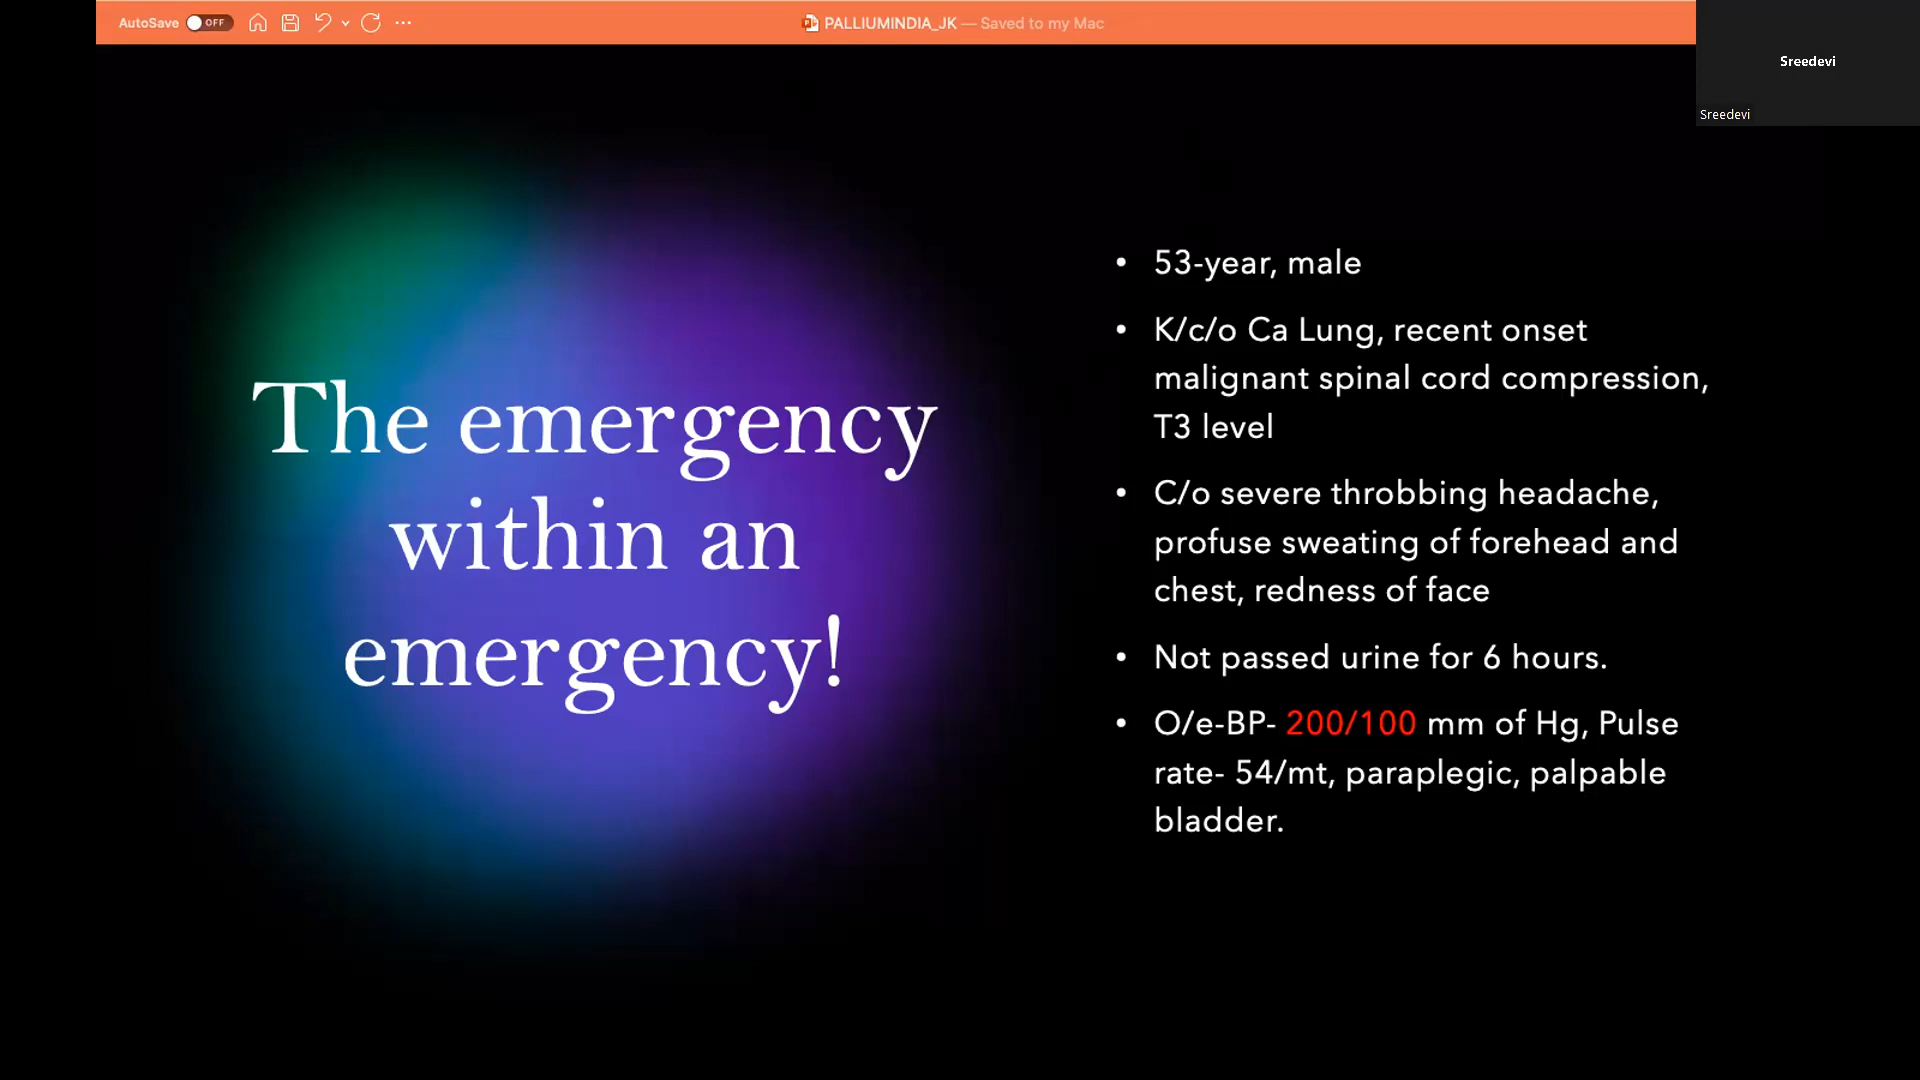 AutoSave OFF PALLIUMINDIA_JK — Saved to my Mac
Sreedevi
Sreedevi
The emergency
within an
emergency!
• 53-year, male
• K/c/o Ca Lung, recent onset
malignant spinal cord compression,
T3 level
• C/o severe throbbing headache,
profuse sweating of forehead and
chest, redness of face
• Not passed urine for 6 hours.
• O/e-BP- 200/100 mm of Hg, Pulse
rate- 54/mt, paraplegic, palpable
bladder.